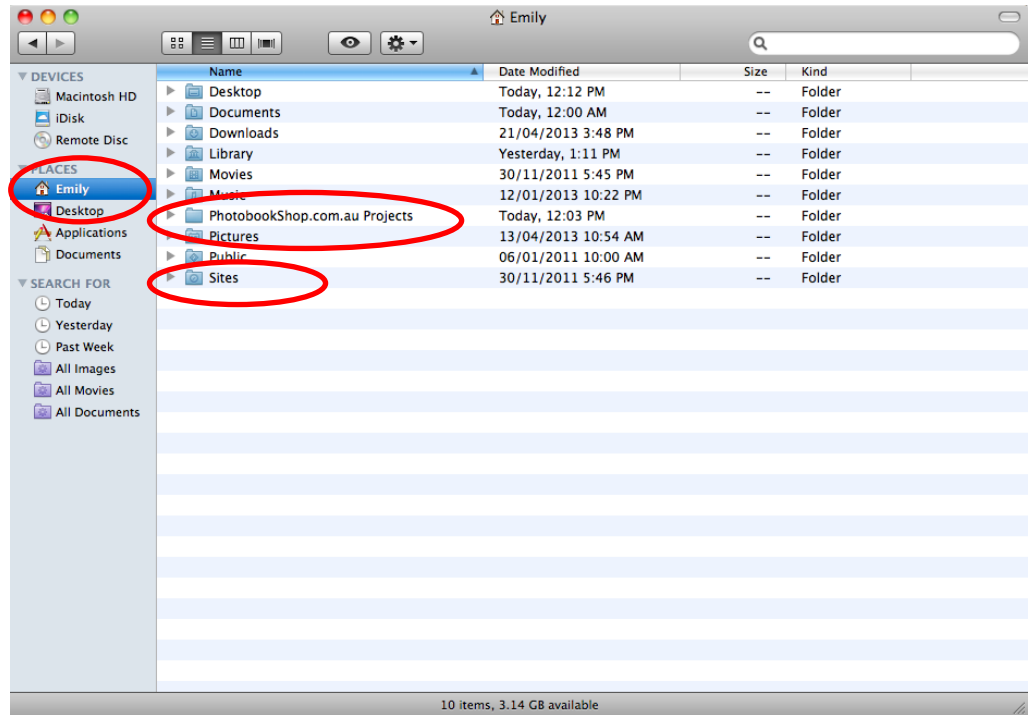 Emily
DEVICES
Macintosh HD
iDisk
Remote Disc
PLACES
Emily
Desktop
Applications
Documents
SEARCH FOR
Today
Yesterday
Past Week
All Images
All Movies
All Documents
Name Date Modified Size Kind
Desktop Today, 12:12 PM -- Folder
Documents Today, 12:00 AM -- Folder
Downloads 21/04/2013 3:48 PM -- Folder
Library Yesterday, 1:11 PM -- Folder
Movies 30/11/2011 5:45 PM -- Folder
Music 12/01/2013 10:22 PM -- Folder
PhotobookShop.com.au Projects Today, 12:03 PM -- Folder
Pictures 13/04/2013 10:54 AM -- Folder
Public 06/01/2011 10:00 AM -- Folder
Sites 30/11/2011 5:46 PM -- Folder
10 items, 3.14 GB available